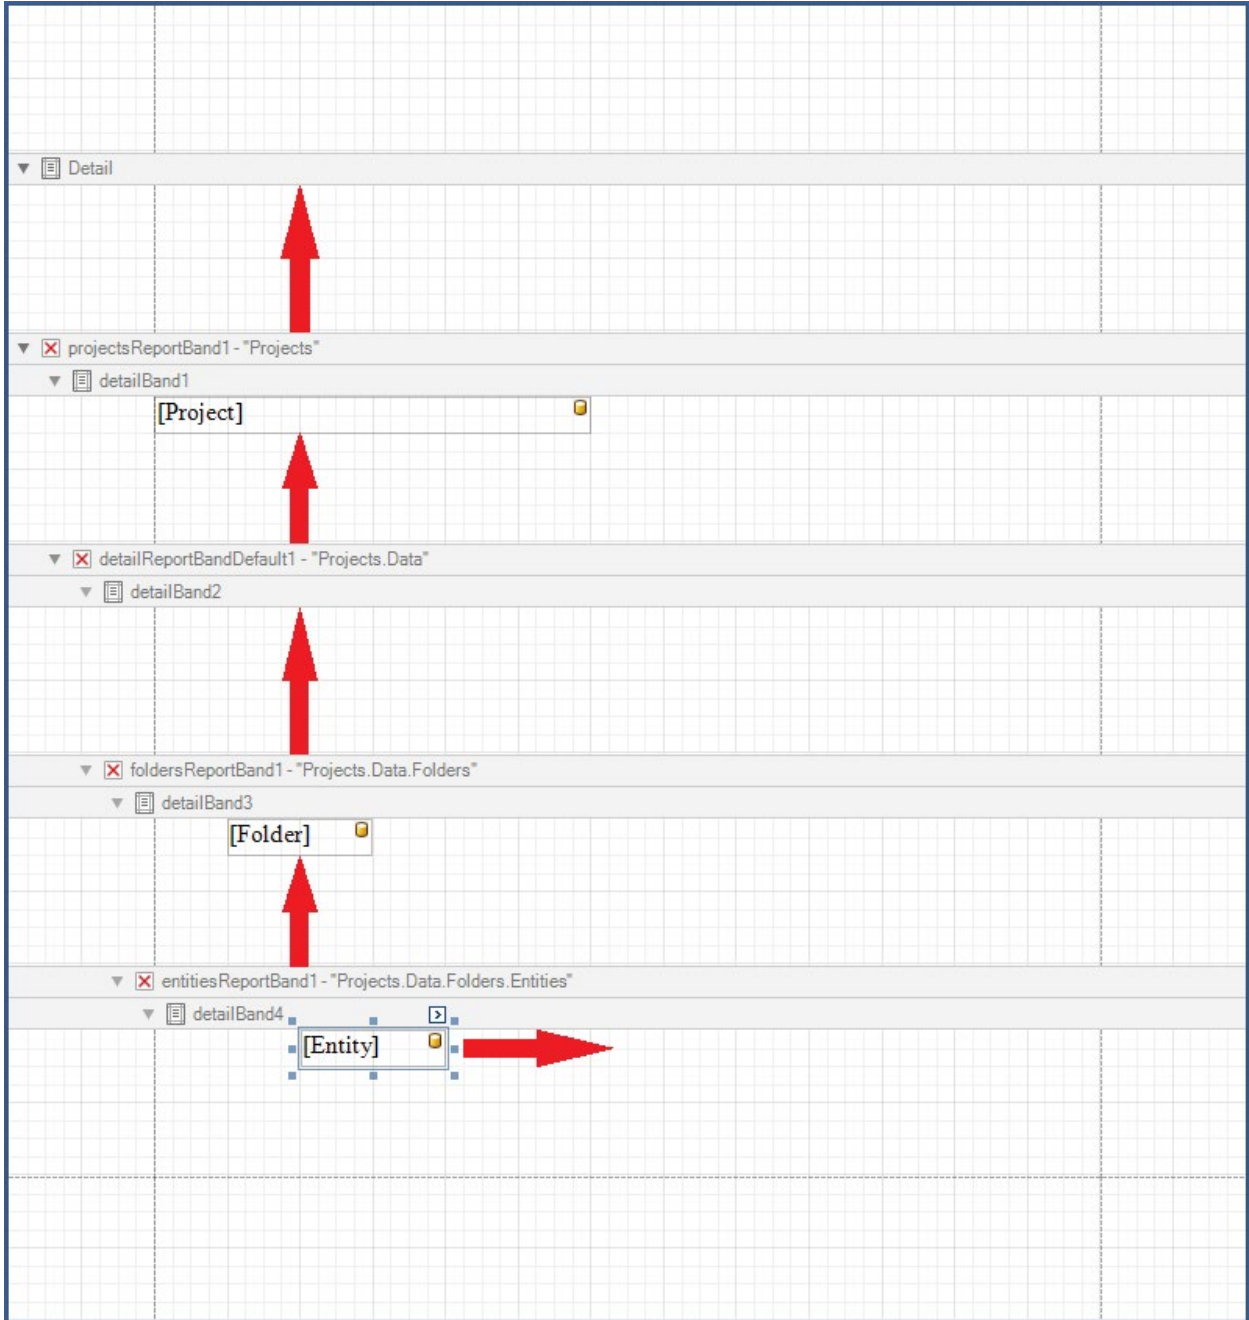 Detail
projectsReportBand1 - "Projects"
detailBand1
[Project]
detailReportBandDefault1 - "Projects.Data"
detailBand2
foldersReportBand1 - "Projects.Data.Folders"
detailBand3
[Folder]
entitiesReportBand1 - "Projects.Data.Folders.Entities"
detailBand4
[Entity]